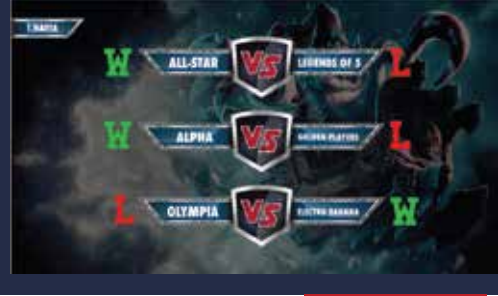 1. HAFTA
W ALL-STAR VS LEGENDS OF 5 L
W ALPHA VS GOLDEN PLAYERS L
L OLYMPIA VS ELECTRO BANANA W